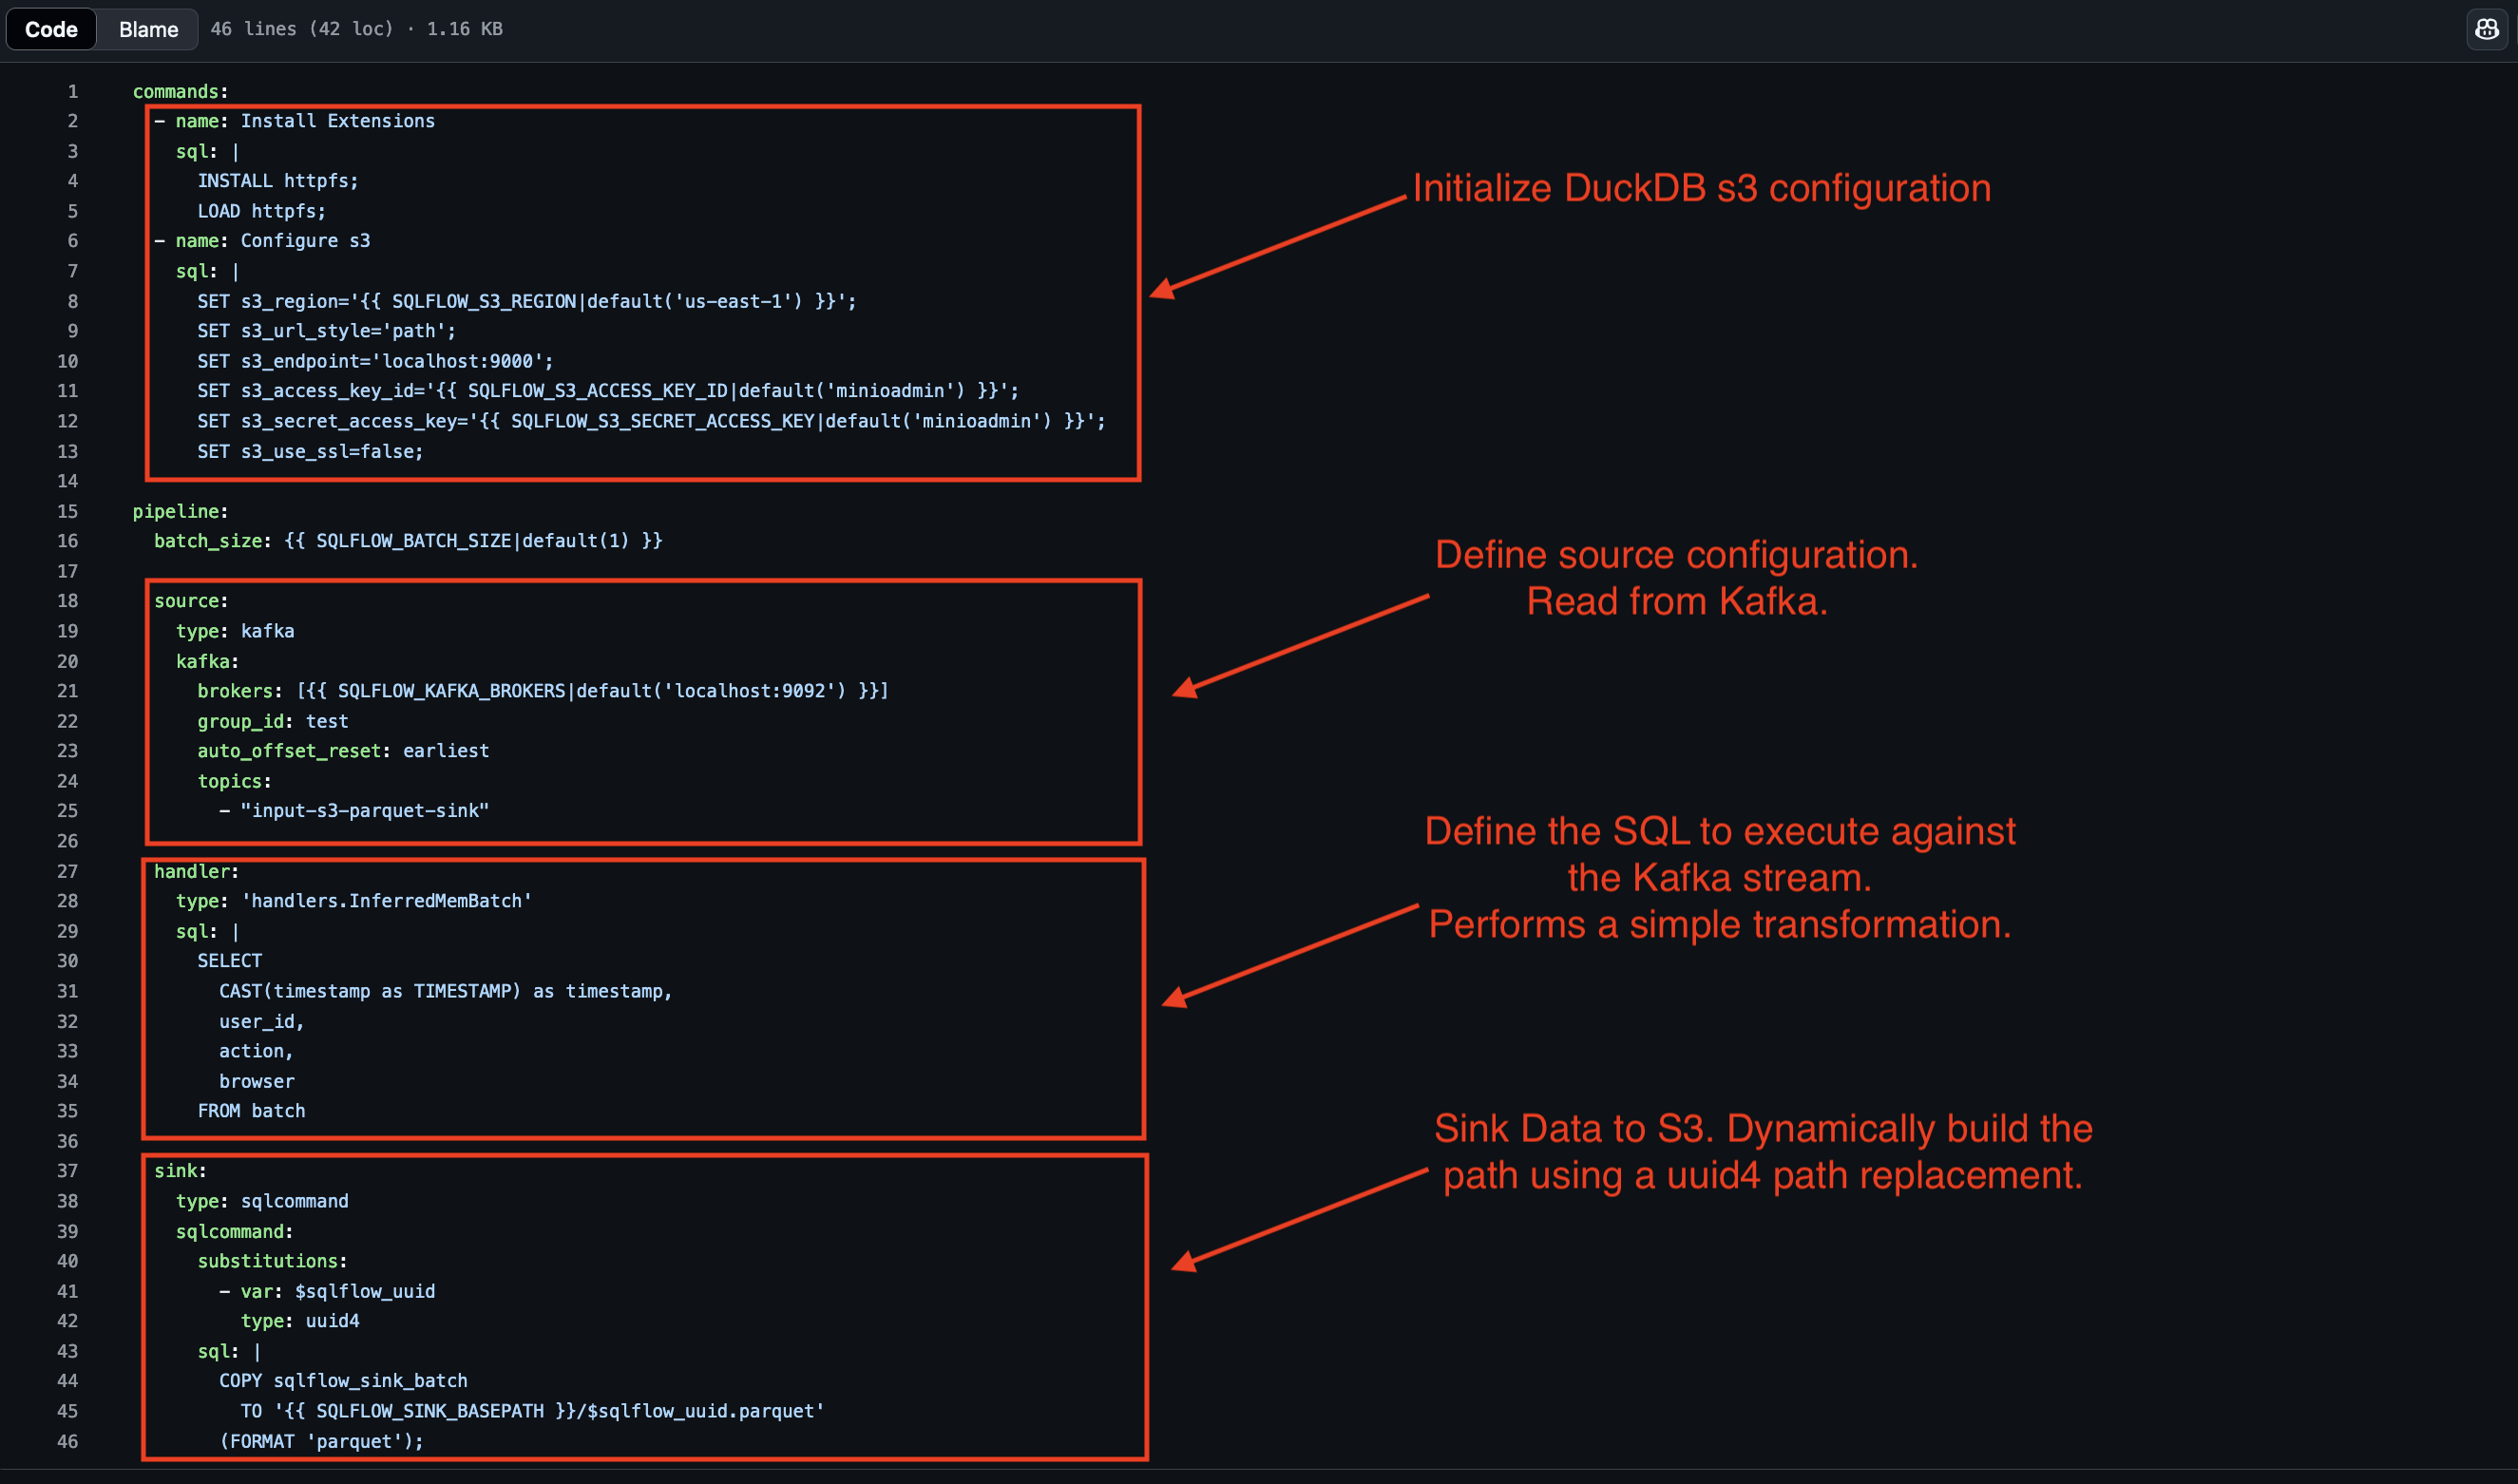 Code Blame 46 lines (42 loc) · 1.16 KB
1 commands:
2 - name: Install Extensions
3 sql: |
4 INSTALL httpfs;
5 LOAD httpfs;
6 - name: Configure s3
7 sql: |
8 SET s3_region='{{ SQLFLOW_S3_REGION|default('us-east-1') }}';
9 SET s3_url_style='path';
10 SET s3_endpoint='localhost:9000';
11 SET s3_access_key_id='{{ SQLFLOW_S3_ACCESS_KEY_ID|default('minioadmin') }}';
12 SET s3_secret_access_key='{{ SQLFLOW_S3_SECRET_ACCESS_KEY|default('minioadmin') }}';
13 SET s3_use_ssl=false;
14
Initialize DuckDB s3 configuration
15 pipeline:
16 batch_size: {{ SQLFLOW_BATCH_SIZE|default(1) }}
17
18 source:
19 type: kafka
20 kafka:
21 brokers: [{{ SQLFLOW_KAFKA_BROKERS|default('localhost:9092') }}]
22 group_id: test
23 auto_offset_reset: earliest
24 topics:
25 - "input-s3-parquet-sink"
26
Define source configuration.
Read from Kafka.
27 handler:
28 type: 'handlers.InferredMemBatch'
29 sql: |
30 SELECT
31 CAST(timestamp as TIMESTAMP) as timestamp,
32 user_id,
33 action,
34 browser
35 FROM batch
36
Define the SQL to execute against
the Kafka stream.
Performs a simple transformation.
37 sink:
38 type: sqlcommand
39 sqlcommand:
40 substitutions:
41 - var: $sqlflow_uuid
42 type: uuid4
43 sql: |
44 COPY sqlflow_sink_batch
45 TO '{{ SQLFLOW_SINK_BASEPATH }}/$sqlflow_uuid.parquet'
46 (FORMAT 'parquet');
Sink Data to S3. Dynamically build the
path using a uuid4 path replacement.